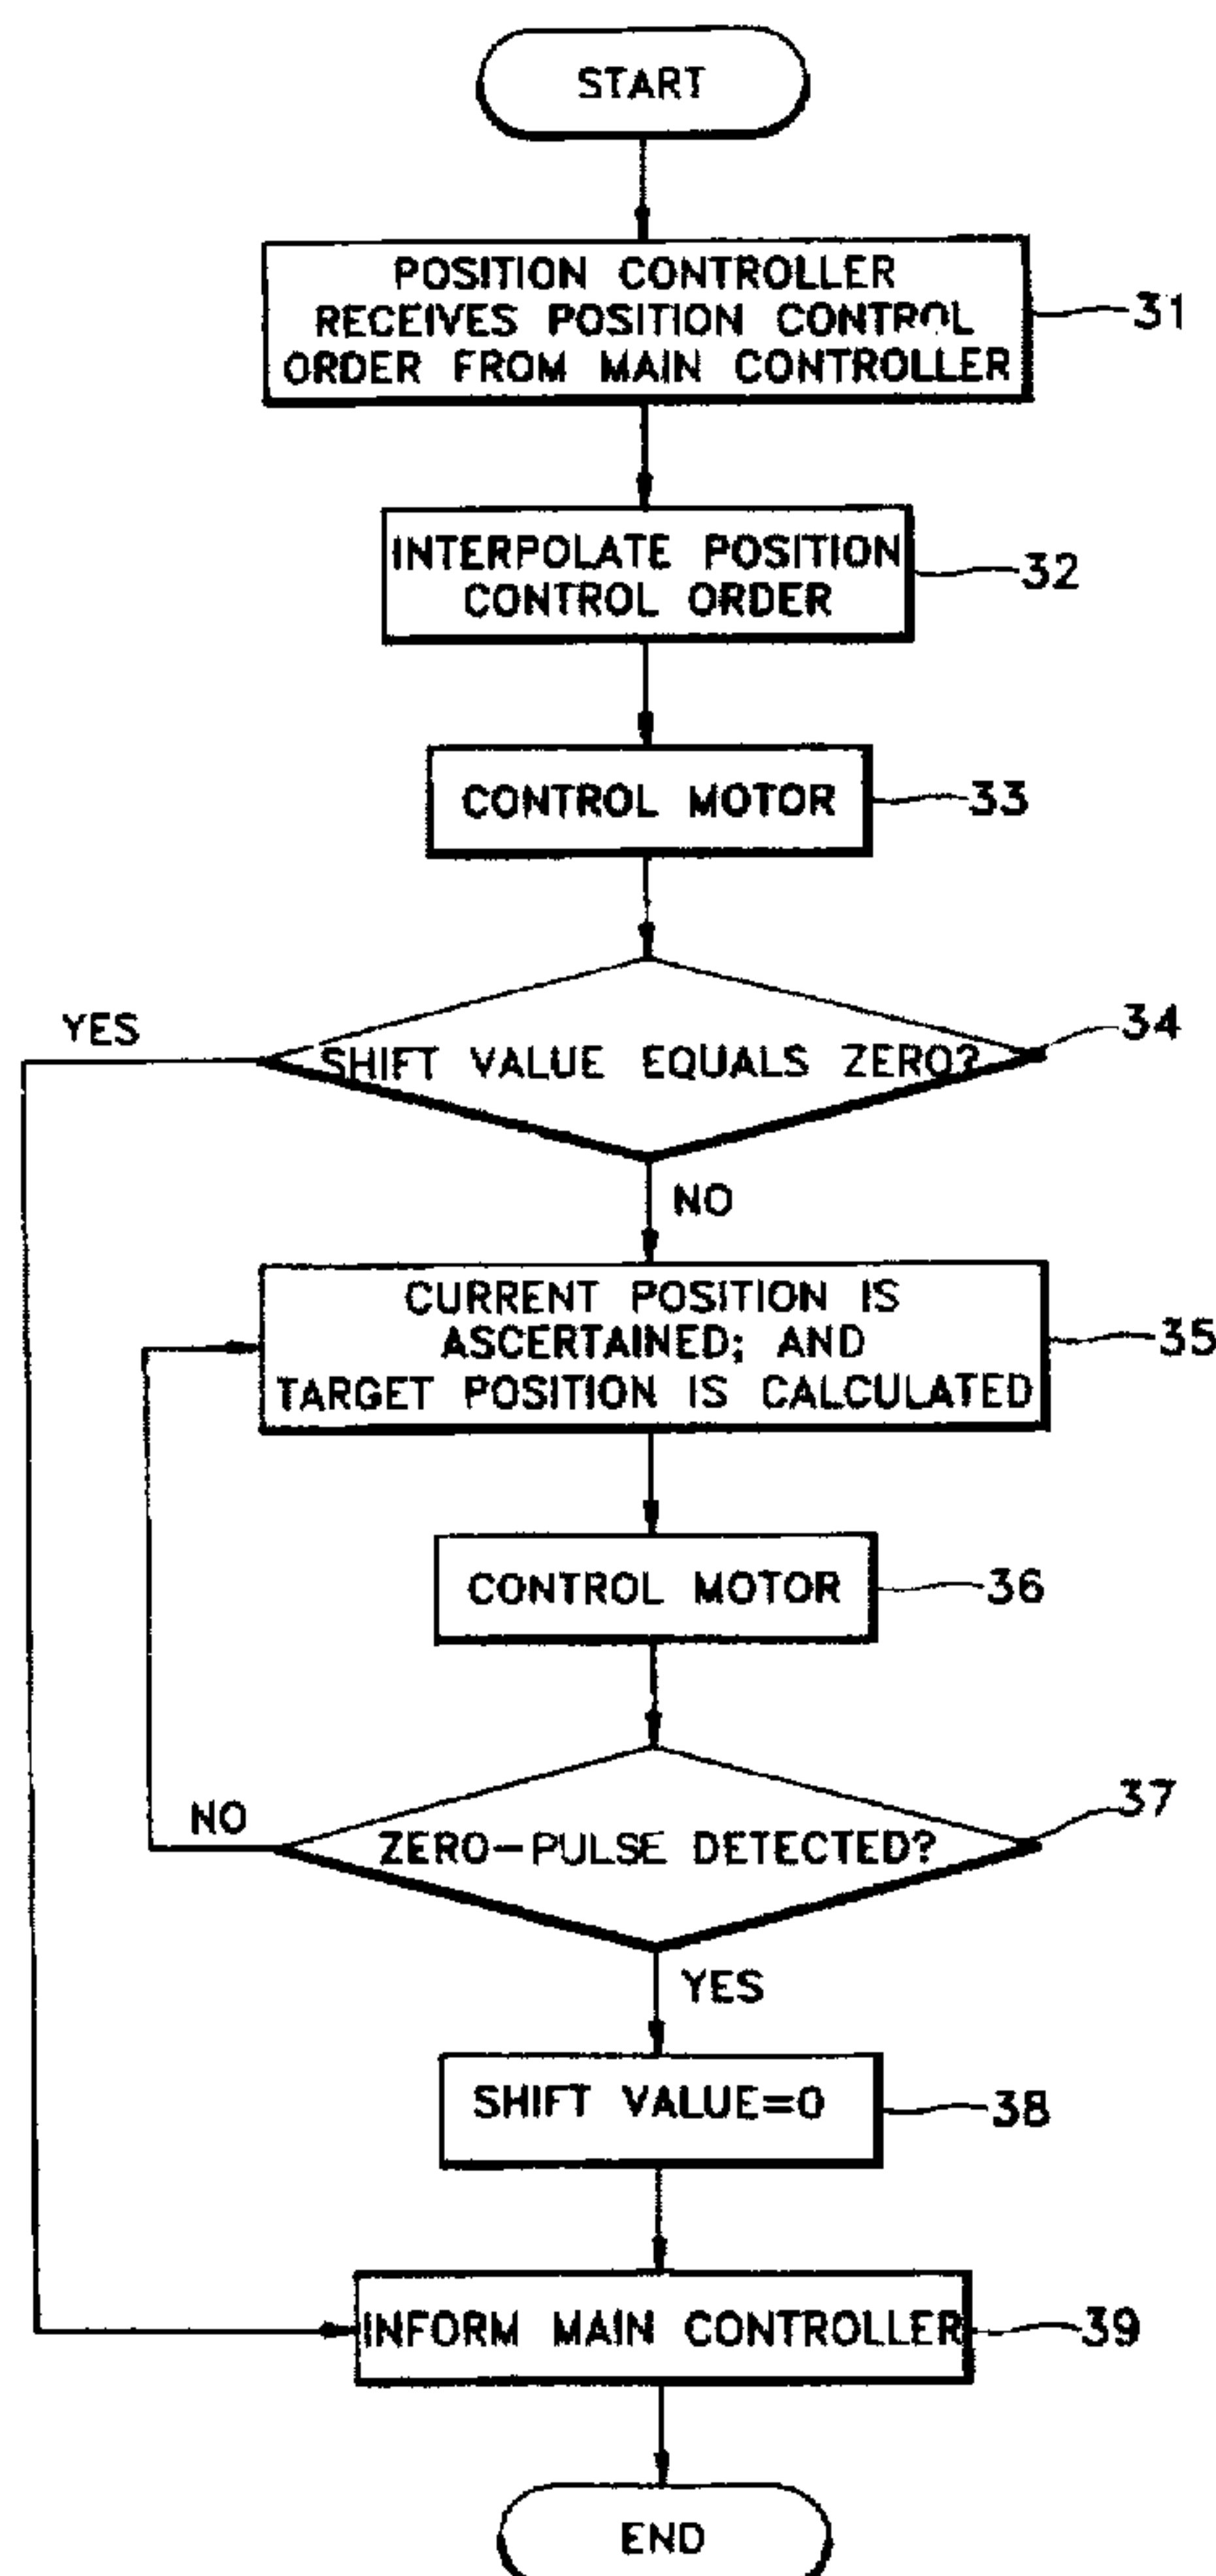 START
POSITION CONTROLLER
RECEIVES POSITION CONTROL
ORDER FROM MAIN CONTROLLER
31
INTERPOLATE POSITION
CONTROL ORDER
32
CONTROL MOTOR
33
YES
SHIFT VALUE EQUALS ZERO?
34
NO
CURRENT POSITION IS
ASCERTAINED; AND
TARGET POSITION IS CALCULATED
35
CONTROL MOTOR
36
NO
ZERO-PULSE DETECTED?
37
YES
SHIFT VALUE=0
38
INFORM MAIN CONTROLLER
39
END